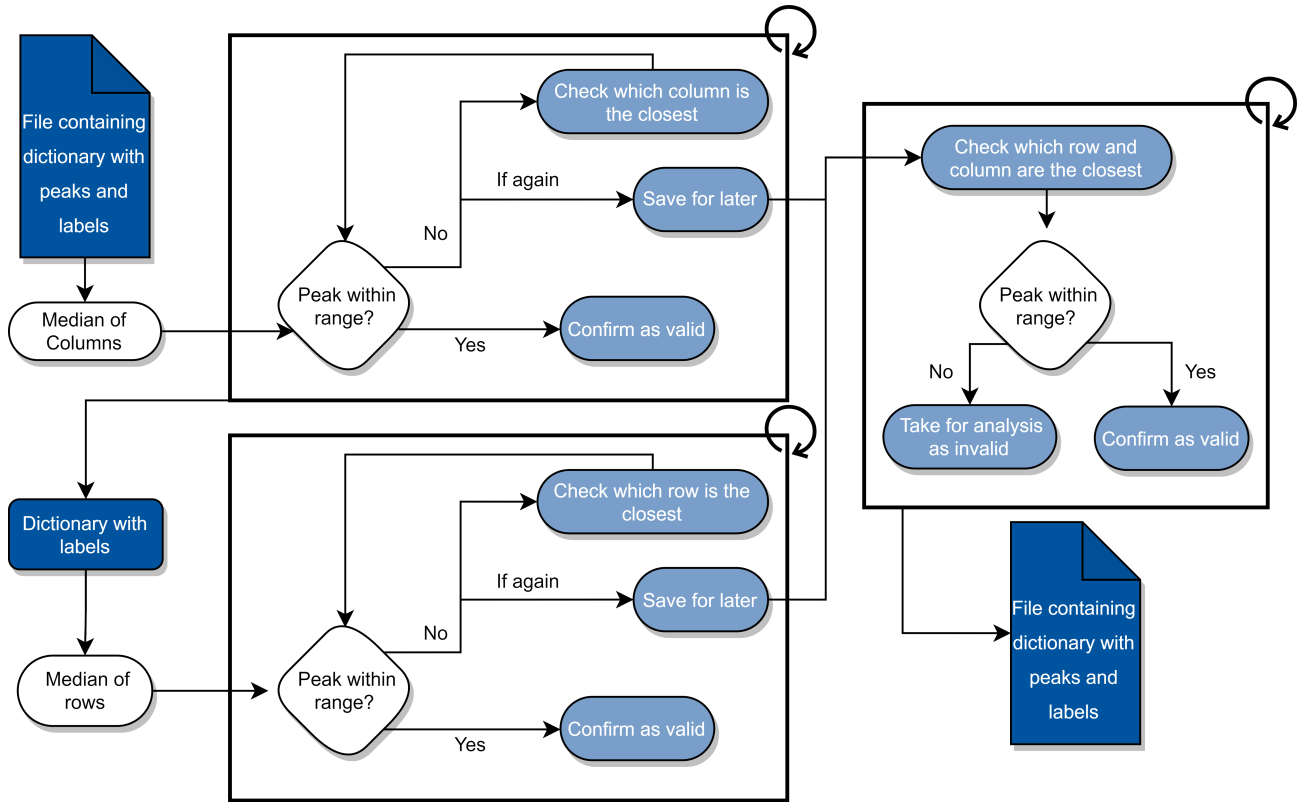 File containing
dictionary with
peaks and
labels
Median of
Columns
Check which column is
the closest
If again
Save for later
No
Peak within
range?
Yes
Confirm as valid
Dictionary with
labels
Median of
rows
Check which row is the
closest
If again
Save for later
No
Peak within
range?
Yes
Confirm as valid
Check which row and
column are the closest
Peak within
range?
No
Yes
Take for analysis
as invalid
Confirm as valid
File containing
dictionary with
peaks and
labels